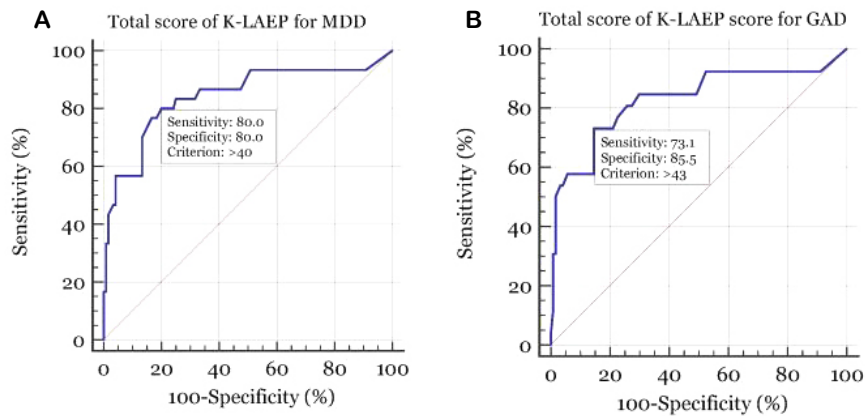 A
Total score of K-LAEP for MDD
100
80
60
40
20
0
Sensitivity (%)
Sensitivity: 80.0
Specificity: 80.0
Criterion: >40
0 20 40 60 80 100
100-Specificity (%)
B
Total score of K-LAEP score for GAD
100
80
60
40
20
0
Sensitivity (%)
Sensitivity: 73.1
Specificity: 85.5
Criterion: >43
0 20 40 60 80 100
100-Specificity (%)